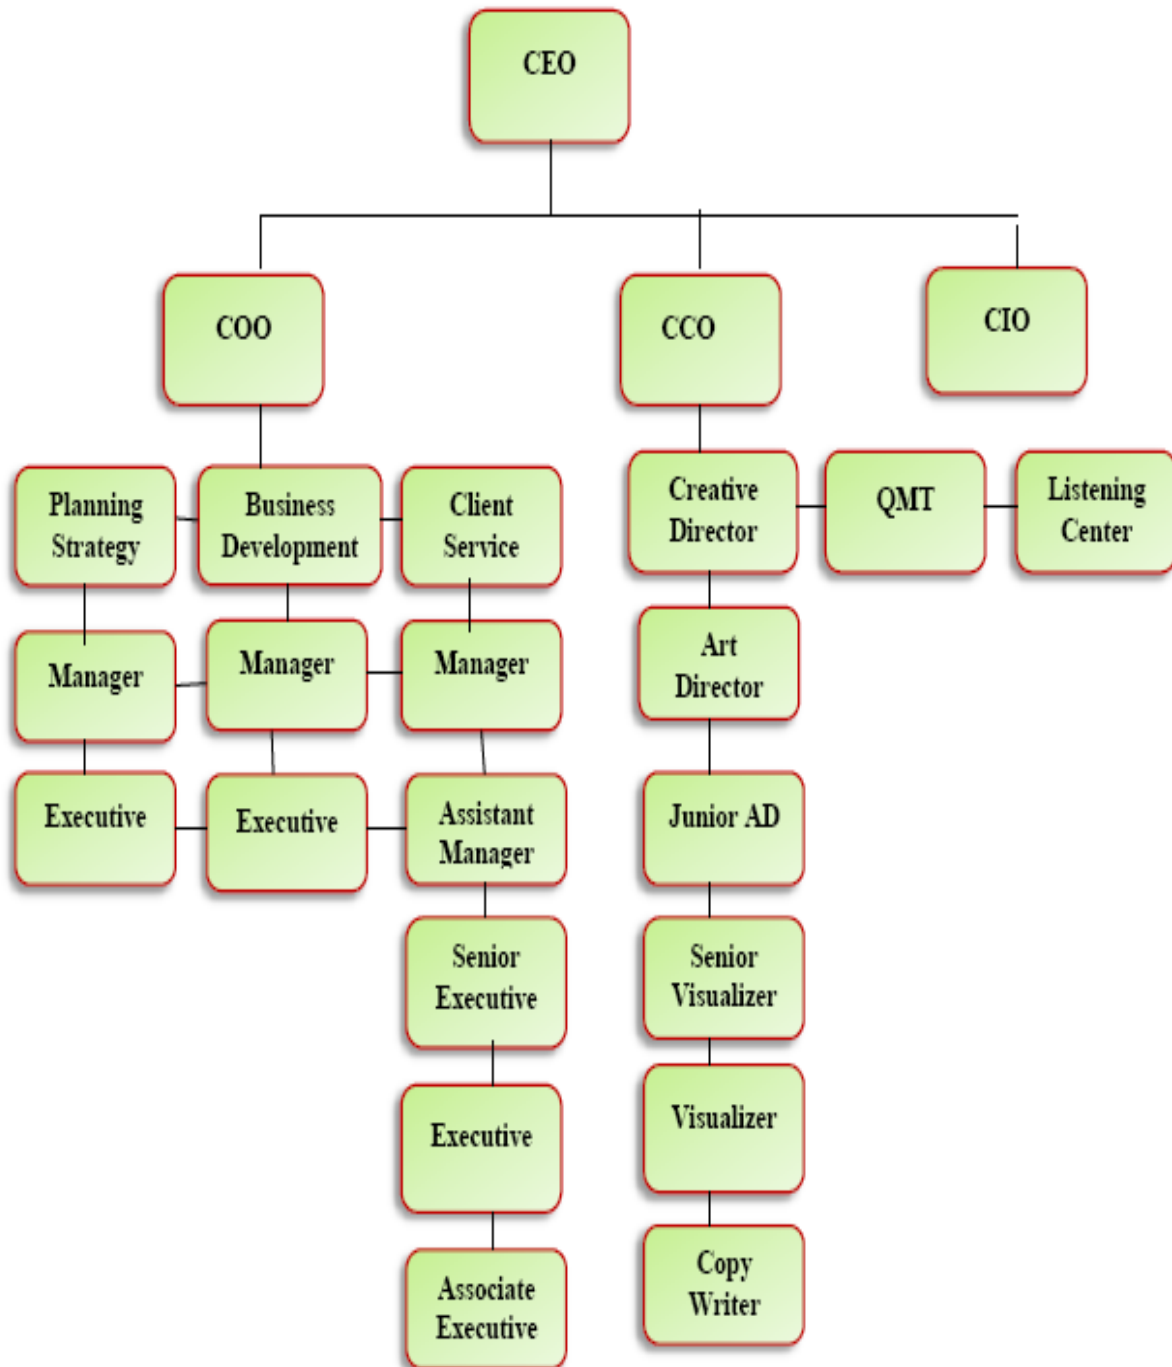 CEO
COO
CCO
CIO
Planning
Strategy
Business
Development
Client
Service
Creative
Director
QMT
Listening
Center
Manager
Manager
Manager
Art
Director
Executive
Executive
Assistant
Manager
Junior AD
Senior
Executive
Senior
Visualizer
Executive
Visualizer
Associate
Executive
Copy
Writer